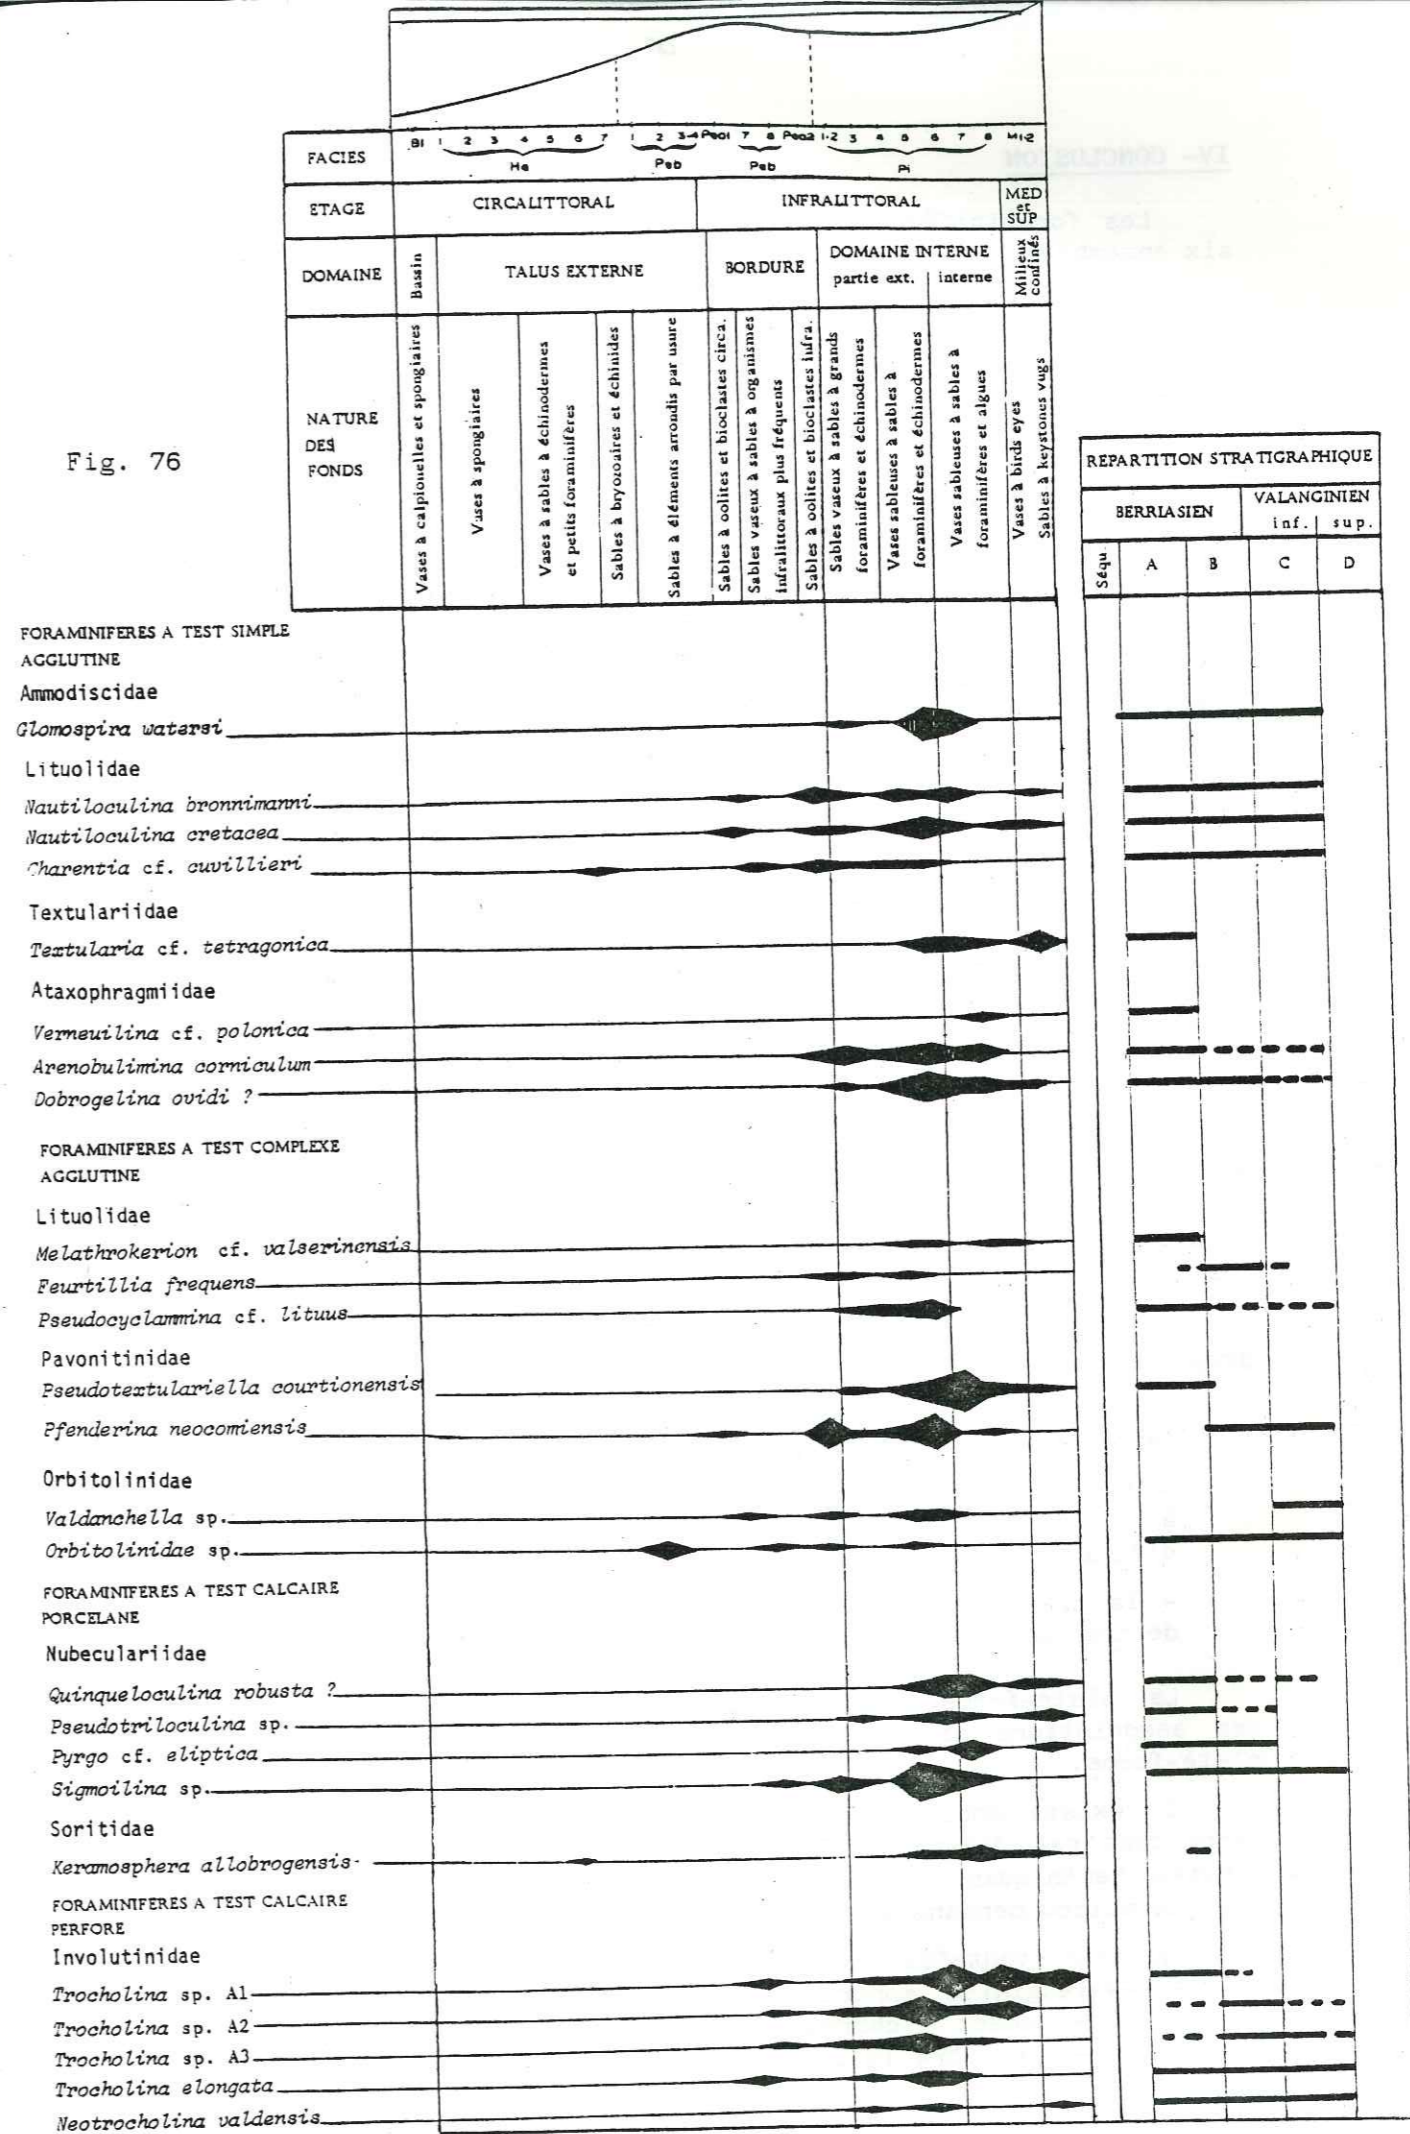 FACIES
BI 1 2 3 4 5 6 7 1 2 3-4 Peo1 7 8 Peo2 1-2 3 4 5 6 7 8 M1-2
He Peb Peb Pi
ETAGE
CIRCALITTORAL
INFRALITTORAL
MED
et
SUP
DOMAINE
Bassin
TALUS EXTERNE
BORDURE
DOMAINE INTERNE
partie ext. interne
Milieux
confinés
NATURE
DES
FONDS
Vases à calpionelles et spongiaires
Vases à spongiaires
Vases à sables à échinodermes
et petits foraminifères
Sables à bryozoaires et échinides
Sables à éléments arrondis par usure
Sables à oolites et bioclastes circa.
Sables vaseux à sables à organismes
infralittoraux plus fréquents
Sables à oolites et bioclastes infra.
Sables vaseux à sables à grands
foraminifères et échinodermes
Vases sableuses à sables à
foraminifères et échinodermes
Vases sableuses à sables à
foraminifères et algues
Vases à birds eyes
Sables à keystones vugs
Fig. 76
REPARTITION STRATIGRAPHIQUE
BERRIASIEN
VALANGINIEN
inf. sup.
Séqu.
A B C D
FORAMINIFERES A TEST SIMPLE
AGGLUTINE
Ammodiscidae
Glomospira watersi
Lituolidae
Nautiloculina bronnimanni
Nautiloculina cretacea
Charentia cf. cuvillieri
Textulariidae
Textularia cf. tetragonica
Ataxophragmiidae
Verneuilina cf. polonica
Arenobulimina corniculum
Dobrogelina ovidi ?
FORAMINIFERES A TEST COMPLEXE
AGGLUTINE
Lituolidae
Melathrokerion cf. valserinensis
Feurtillia frequens
Pseudocyclammina cf. lituus
Pavonitinidae
Pseudotextulariella courtionensis
Pfenderina neocomiensis
Orbitolinidae
Valdanchella sp.
Orbitolinidae sp.
FORAMINIFERES A TEST CALCAIRE
PORCELANE
Nubeculariidae
Quinqueloculina robusta ?
Pseudotriloculina sp.
Pyrgo cf. eliptica
Sigmoilina sp.
Soritidae
Keramosphera allobrogensis
FORAMINIFERES A TEST CALCAIRE
PERFORE
Involutinidae
Trocholina sp. A1
Trocholina sp. A2
Trocholina sp. A3
Trocholina elongata
Neotrocholina valdensis